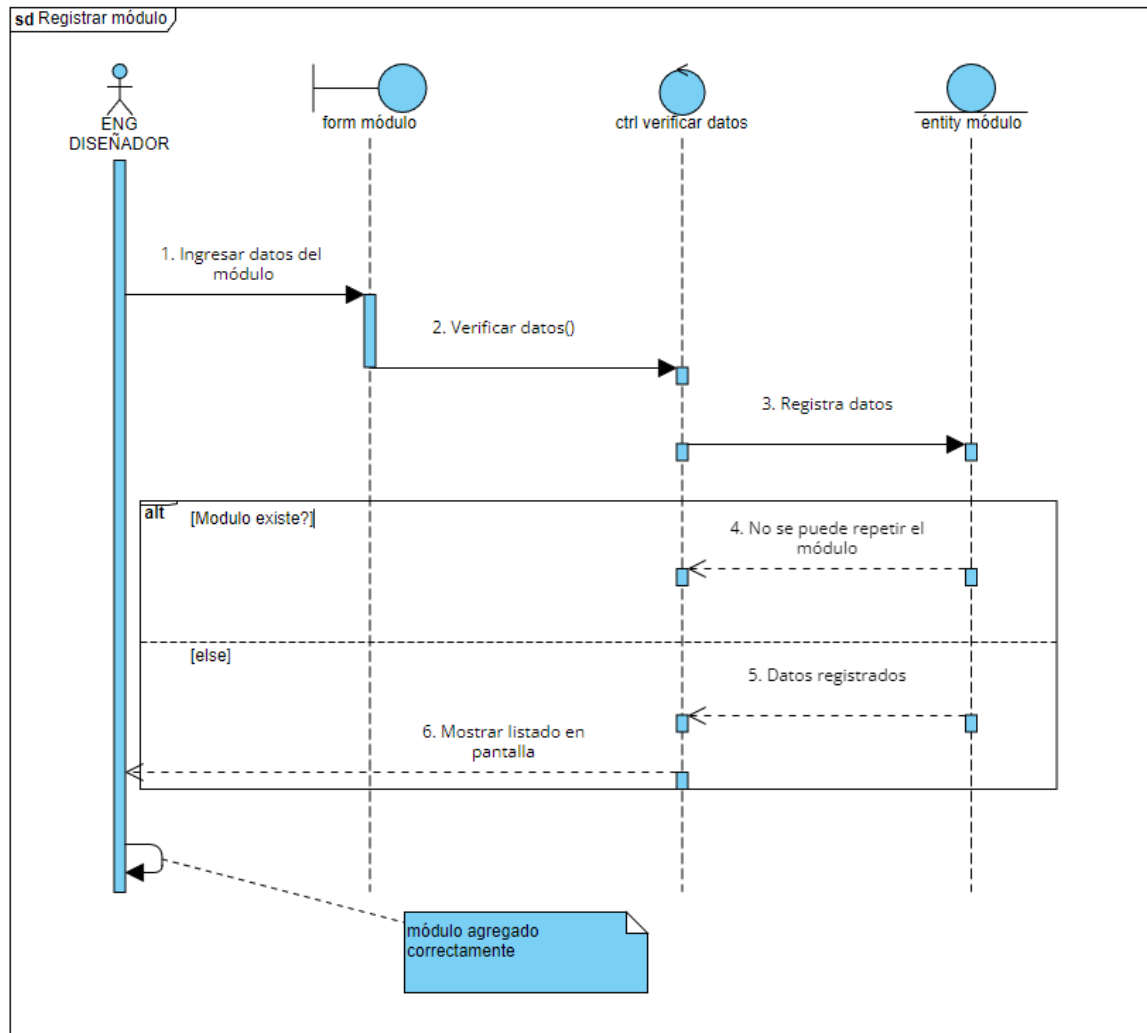 sd Registrar módulo
ENG
DISEÑADOR
form módulo
ctrl verificar datos
entity módulo
1. Ingresar datos del
módulo
2. Verificar datos()
3. Registra datos
alt
[Modulo existe?]
4. No se puede repetir el
módulo
[else]
5. Datos registrados
6. Mostrar listado en
pantalla
módulo agregado
correctamente